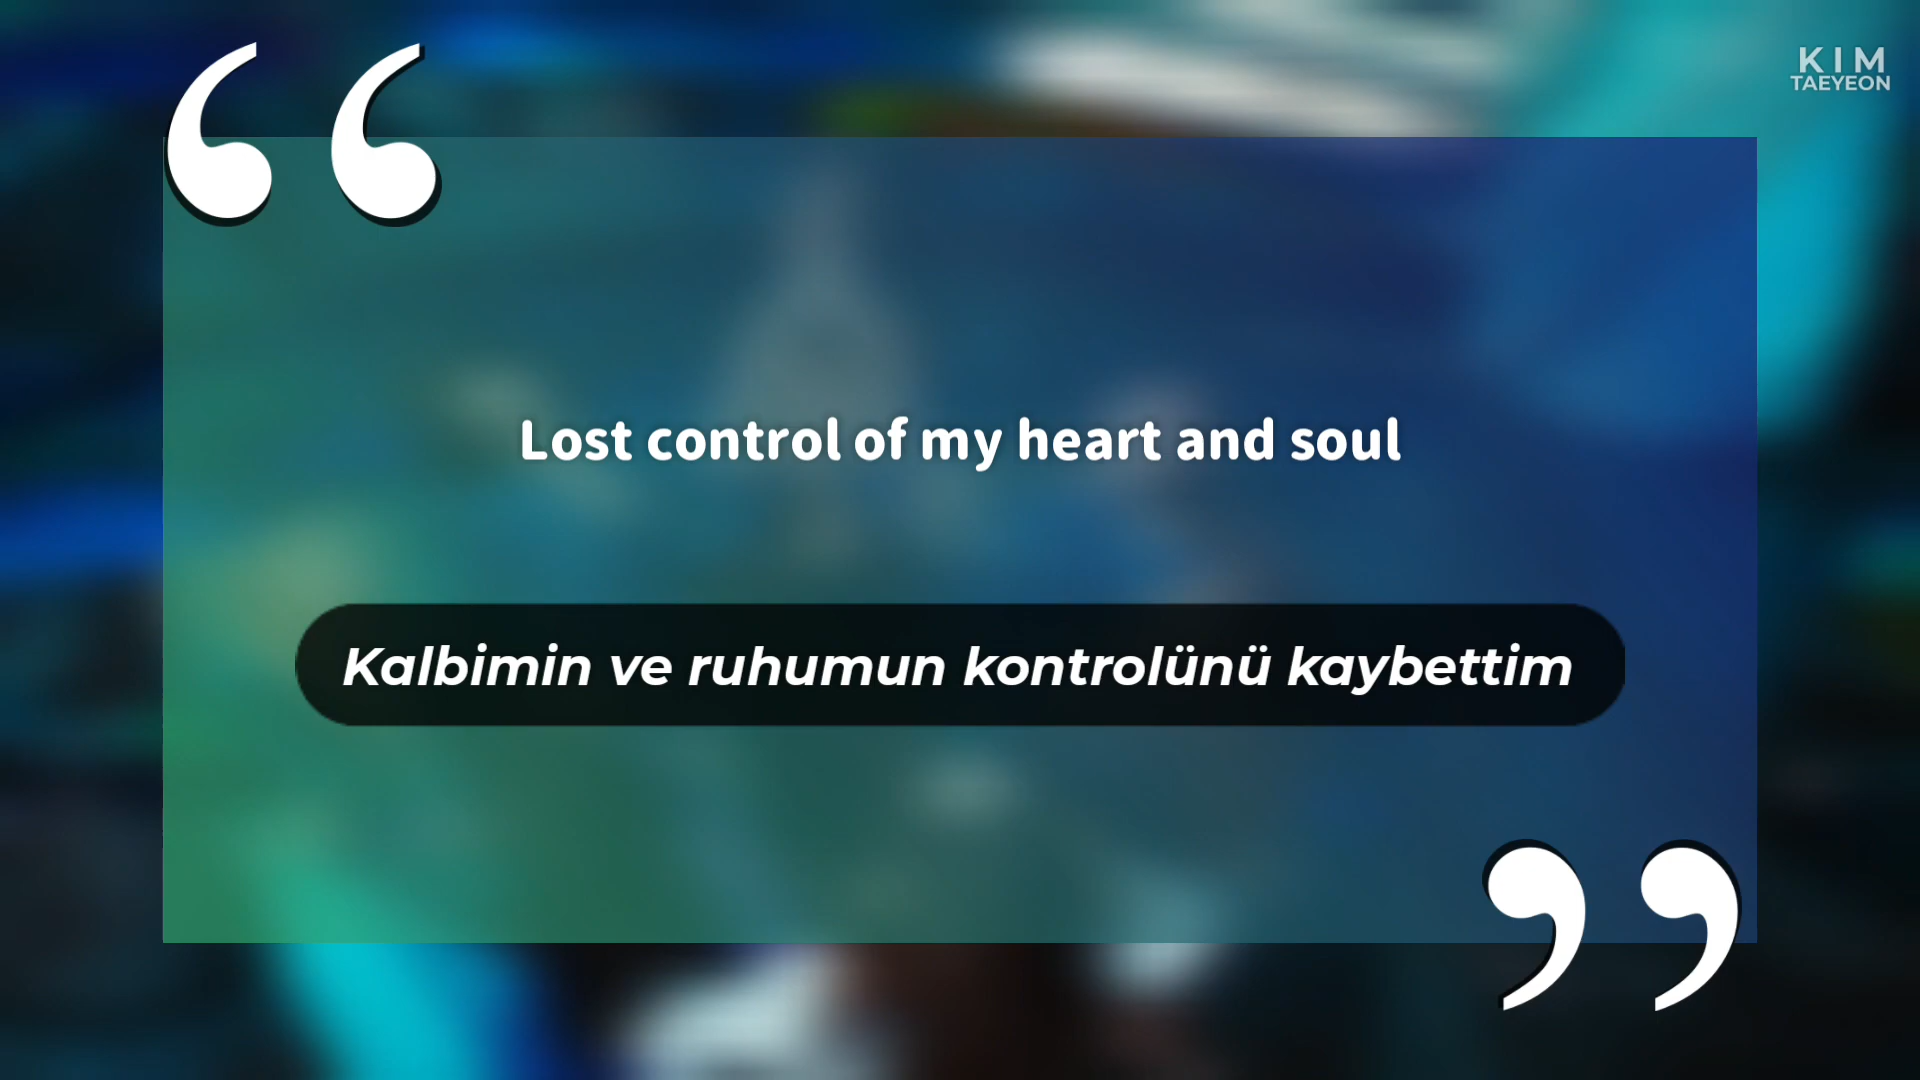 KIM
TAEYEON
Lost control of my heart and soul
Kalbimin ve ruhumun kontrolünü kaybettim